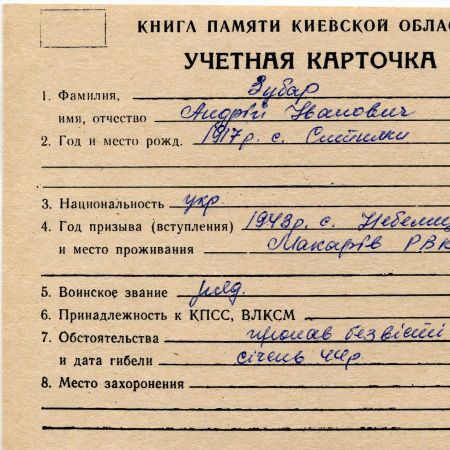 КНИГА ПАМЯТИ КИЕВСКОЙ ОБЛАС
УЧЕТНАЯ КАРТОЧКА
1. Фамилия, Зубар
имя, отчество Андрій Іванович
2. Год и место рожд. 1917р. с.
3. Национальность укр.
4. Год призыва (вступления) 1943р. с. Небелиц
и место проживания Макарів РВК
5. Воинское звание ряд.
6. Принадлежность к КПСС, ВЛКСМ
7. Обстоятельства пропав безвісти
и дата гибели січень 44р.
8. Место захоронения